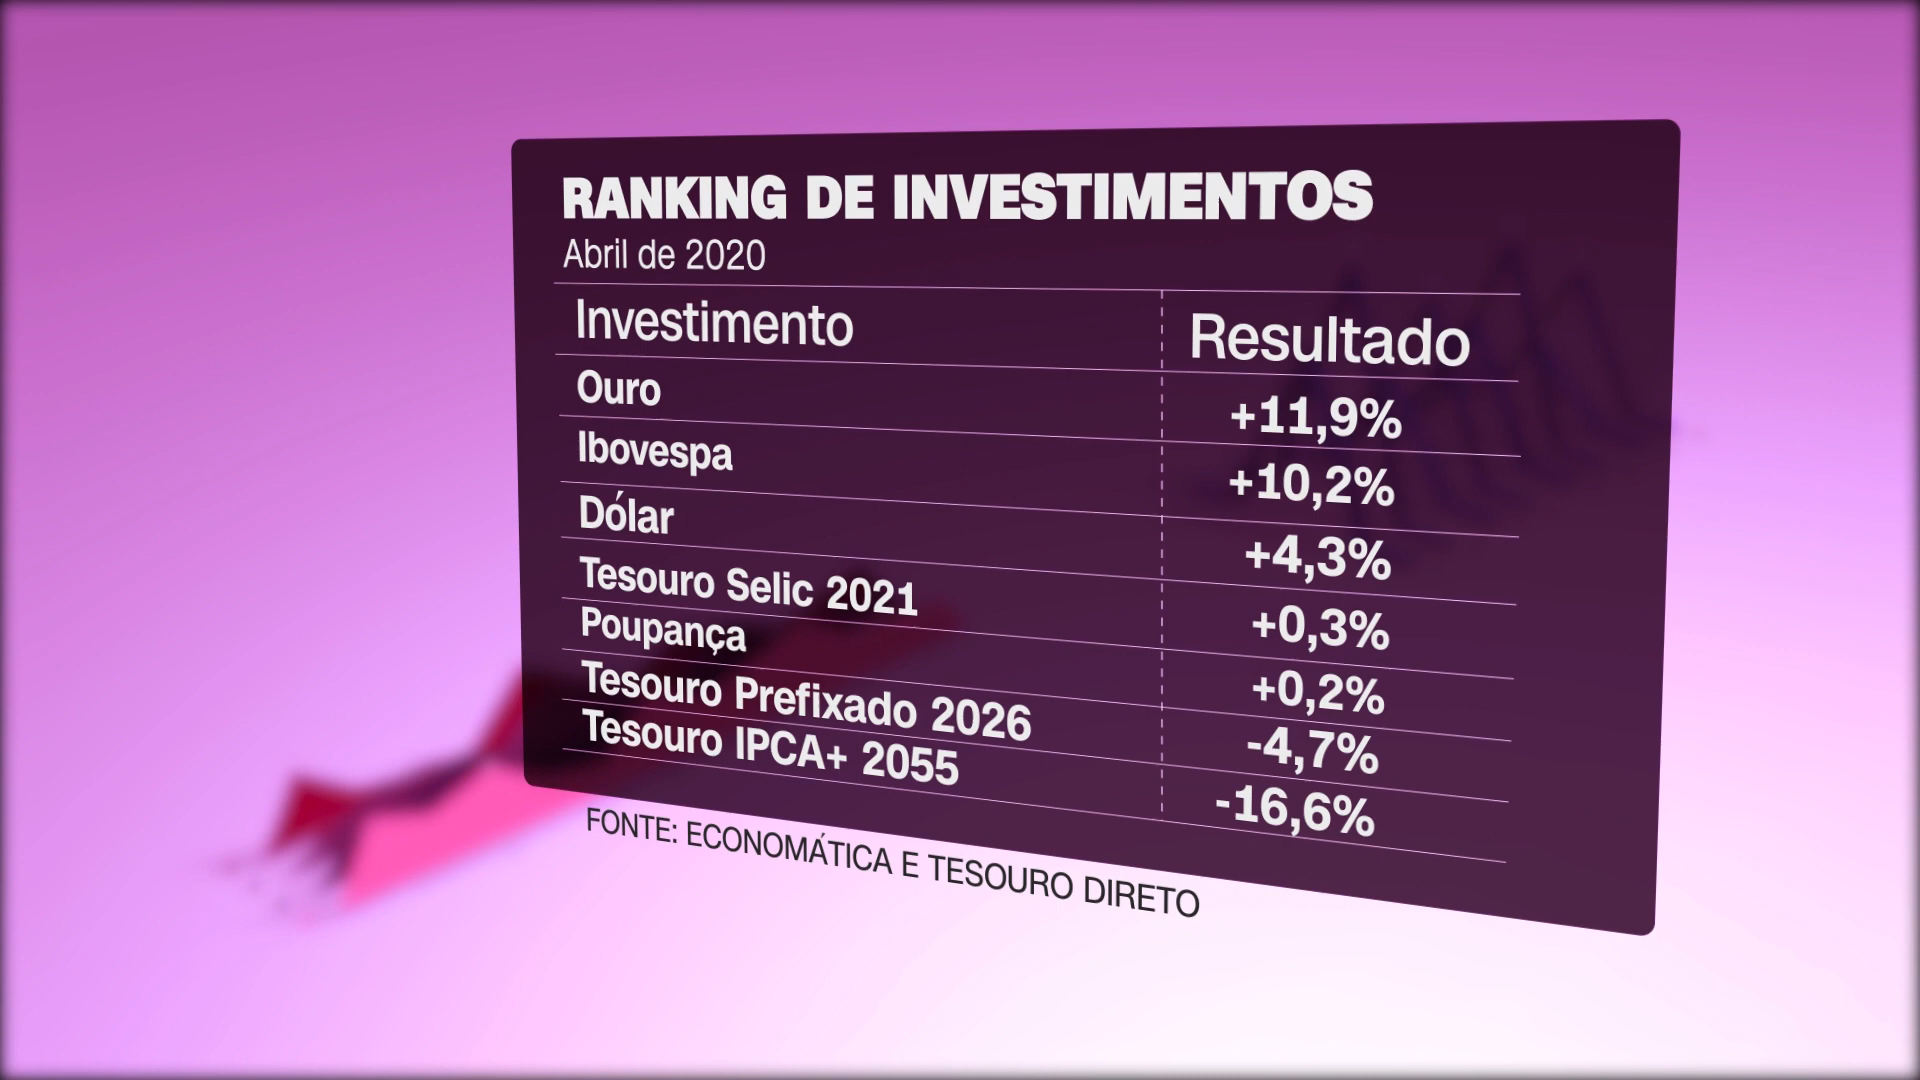 RANKING DE INVESTIMENTOS
Abril de 2020
Investimento Resultado
Ouro +11,9%
Ibovespa +10,2%
Dólar +4,3%
Tesouro Selic 2021 +0,3%
Poupança +0,2%
Tesouro Prefixado 2026 -4,7%
Tesouro IPCA+ 2055 -16,6%
FONTE: ECONOMÁTICA E TESOURO DIRETO